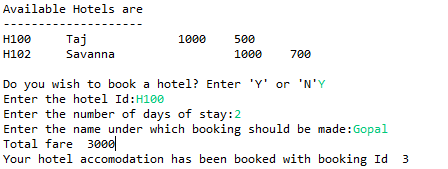 Available Hotels are
--------------------
H100 Taj 1000 500
H102 Savanna 1000 700
Do you wish to book a hotel? Enter 'Y' or 'N'Y
Enter the hotel Id:H100
Enter the number of days of stay:2
Enter the name under which booking should be made:Gopal
Total fare 3000
Your hotel accomodation has been booked with booking Id 3